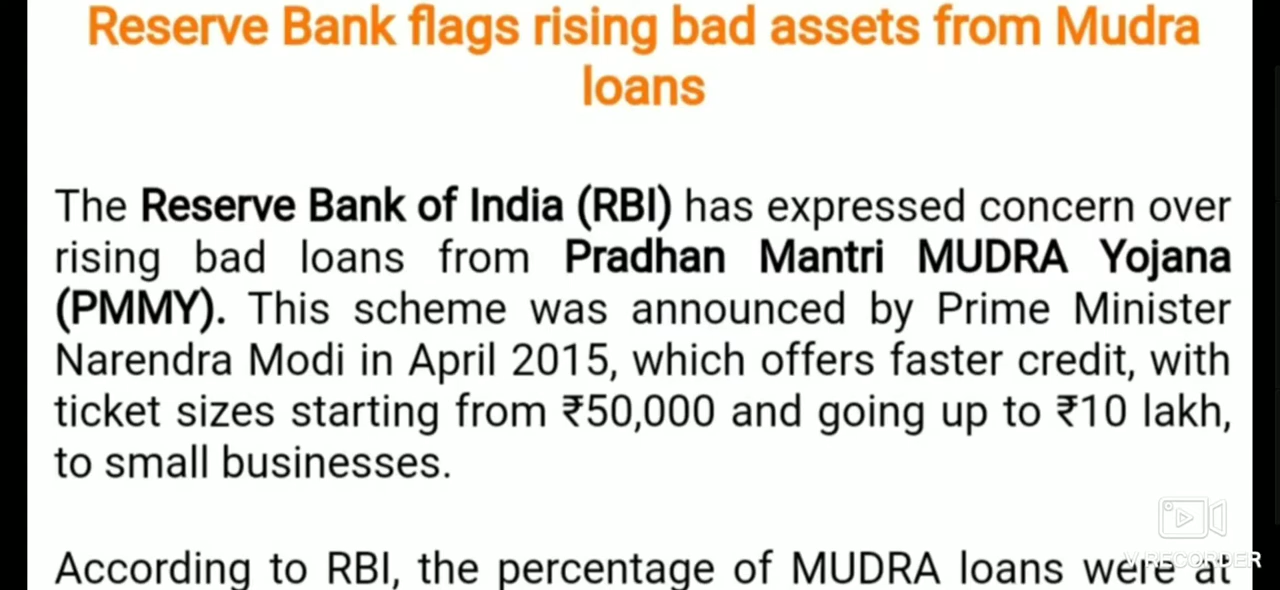 Reserve Bank flags rising bad assets from Mudra
loans
The Reserve Bank of India (RBI) has expressed concern over
rising bad loans from Pradhan Mantri MUDRA Yojana
(PMMY). This scheme was announced by Prime Minister
Narendra Modi in April 2015, which offers faster credit, with
ticket sizes starting from ₹50,000 and going up to ₹10 lakh,
to small businesses.
According to RBI, the percentage of MUDRA loans were at
V RECORDER